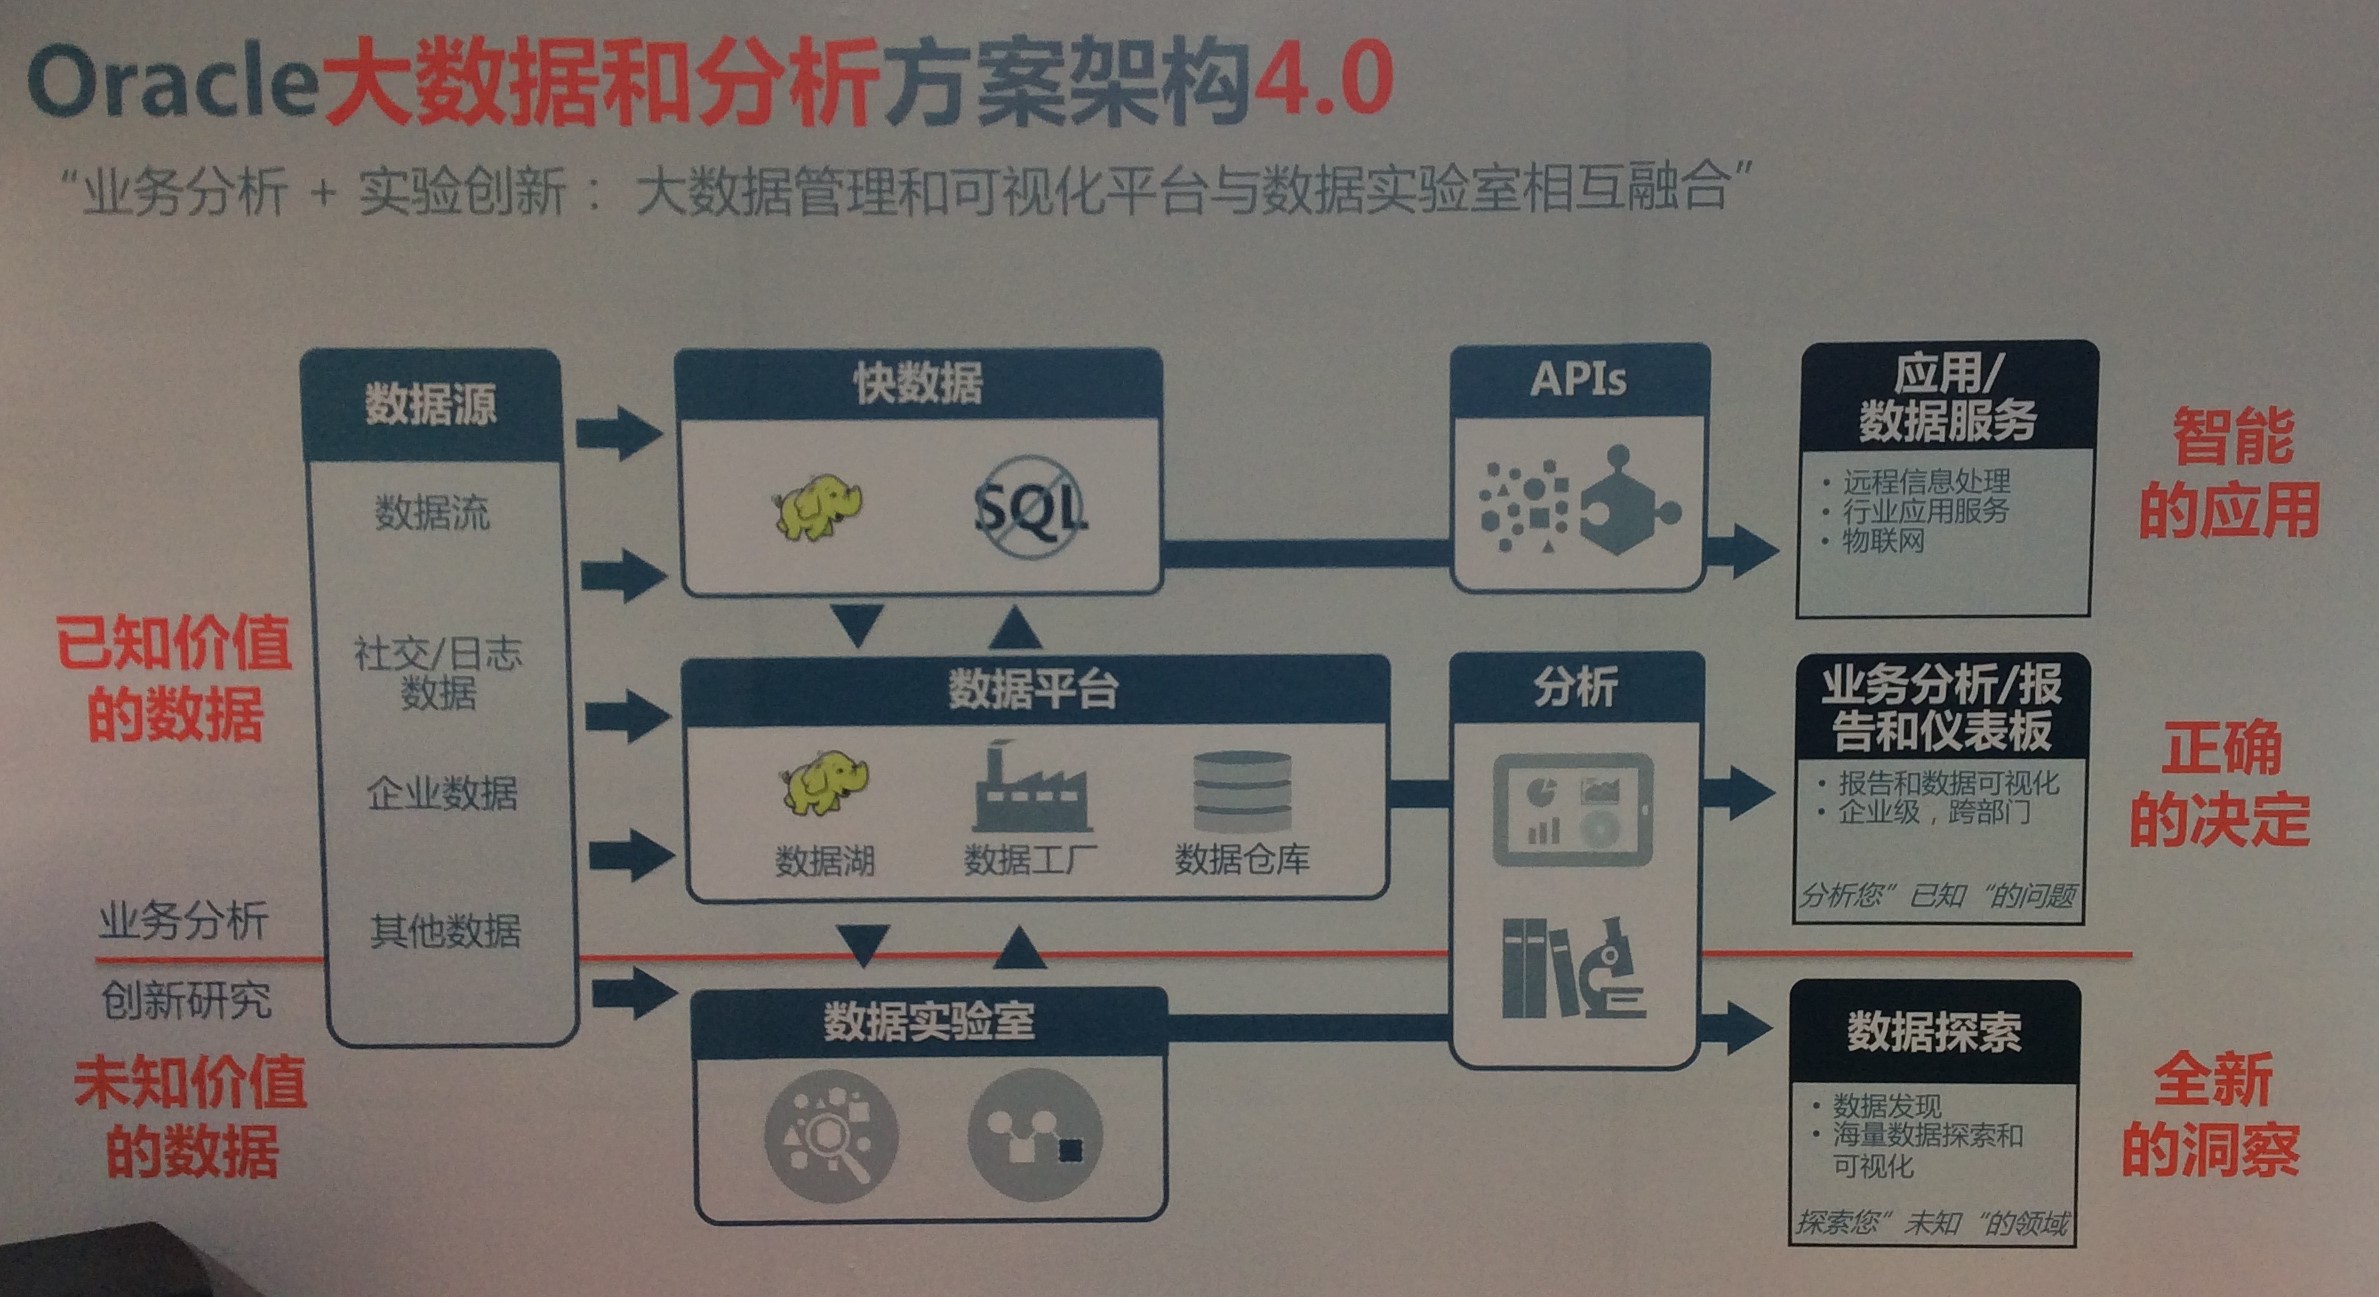 Oracle大数据和分析方案架构4.0
“业务分析 + 实验创新： 大数据管理和可视化平台与数据实验室相互融合”
已知价值
的数据
业务分析
创新研究
未知价值
的数据
数据源
数据流
社交/日志
数据
企业数据
其他数据
快数据
SQL
数据平台
数据湖
数据工厂
数据仓库
数据实验室
APIs
分析
应用/
数据服务
• 远程信息处理
• 行业应用服务
• 物联网
智能
的应用
业务分析/报
告和仪表板
• 报告和数据可视化
• 企业级，跨部门
分析您”已知“的问题
正确
的决定
数据探索
• 数据发现
• 海量数据探索和
可视化
探索您”未知“的领域
全新
的洞察